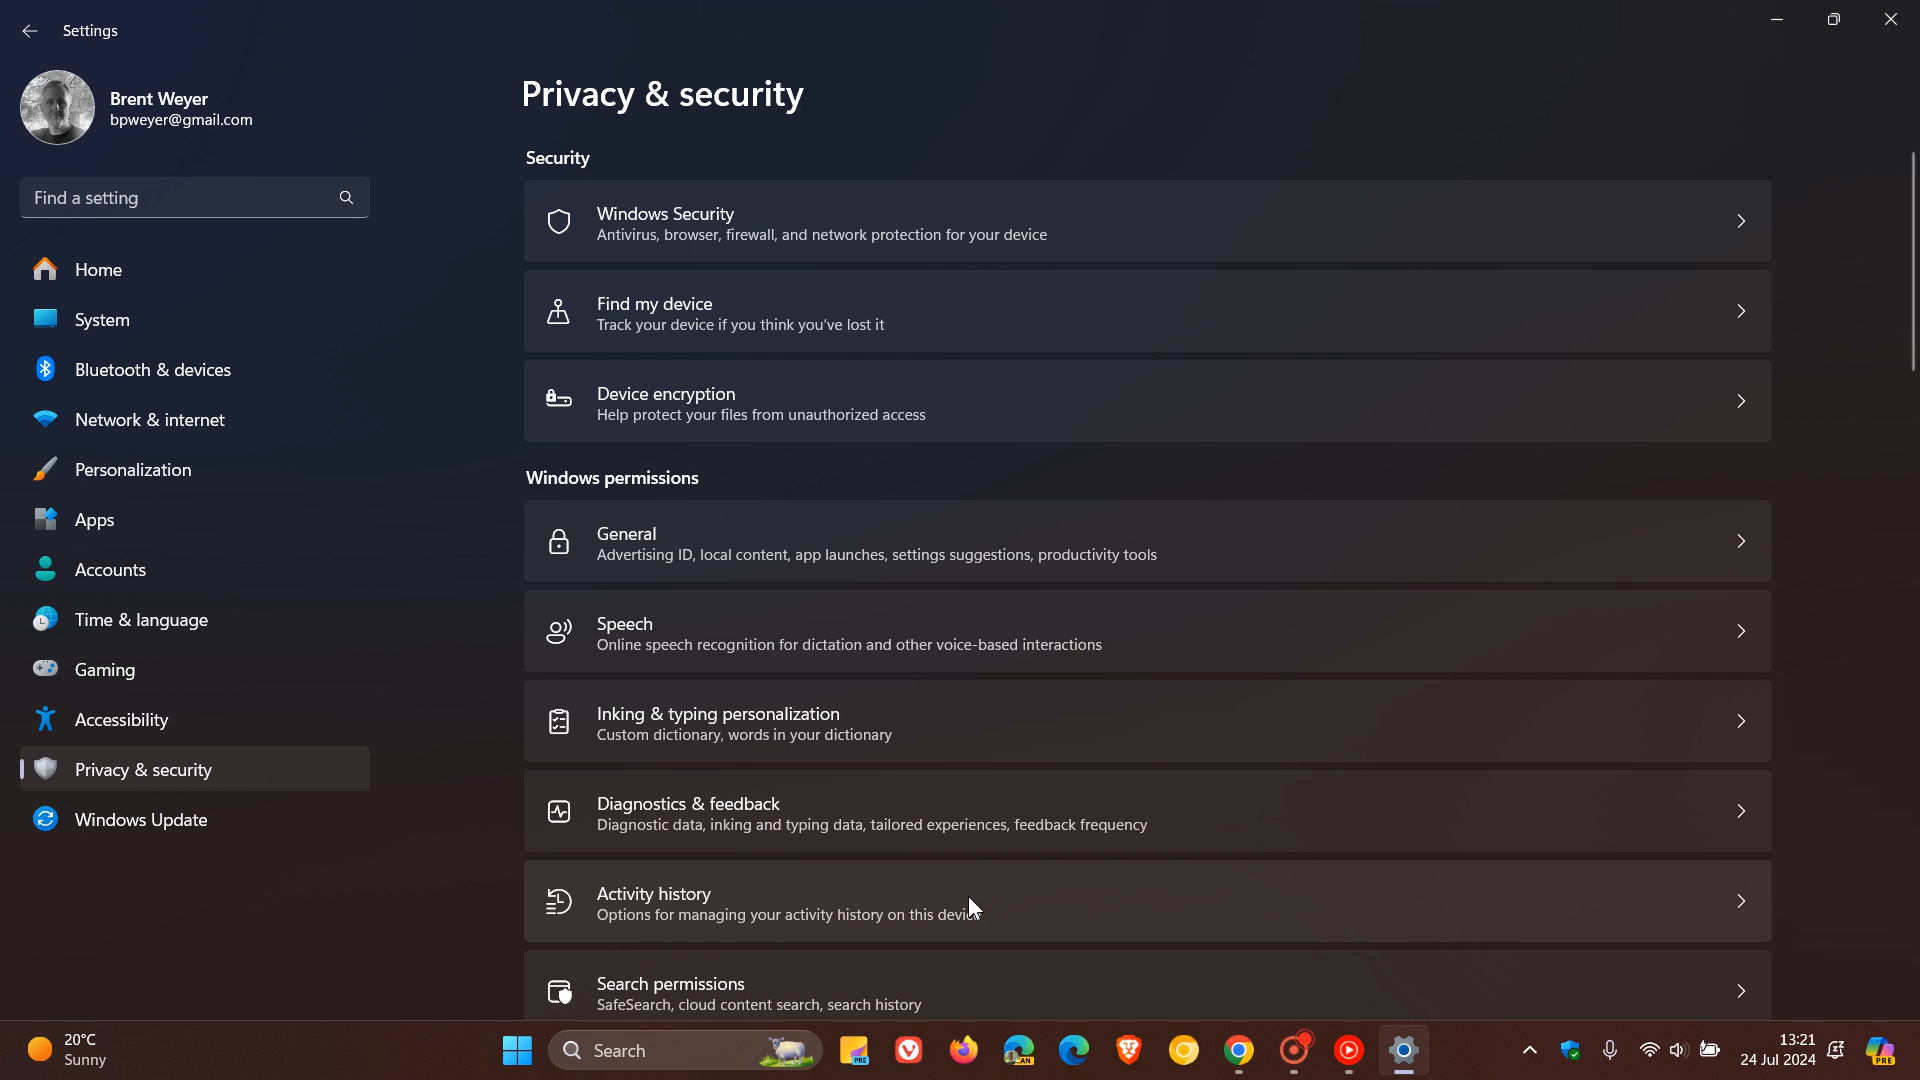 Settings
Brent Weyer
bpweyer@gmail.com
Find a setting
Home
System
Bluetooth & devices
Network & internet
Personalization
Apps
Accounts
Time & language
Gaming
Accessibility
Privacy & security
Windows Update
Privacy & security
Security
Windows Security
Antivirus, browser, firewall, and network protection for your device
Find my device
Track your device if you think you've lost it
Device encryption
Help protect your files from unauthorized access
Windows permissions
General
Advertising ID, local content, app launches, settings suggestions, productivity tools
Speech
Online speech recognition for dictation and other voice-based interactions
Inking & typing personalization
Custom dictionary, words in your dictionary
Diagnostics & feedback
Diagnostic data, inking and typing data, tailored experiences, feedback frequency
Activity history
Options for managing your activity history on this device
Search permissions
SafeSearch, cloud content search, search history
20°C
Sunny
Search
PRE
CAN
13:21
24 Jul 2024
PRE